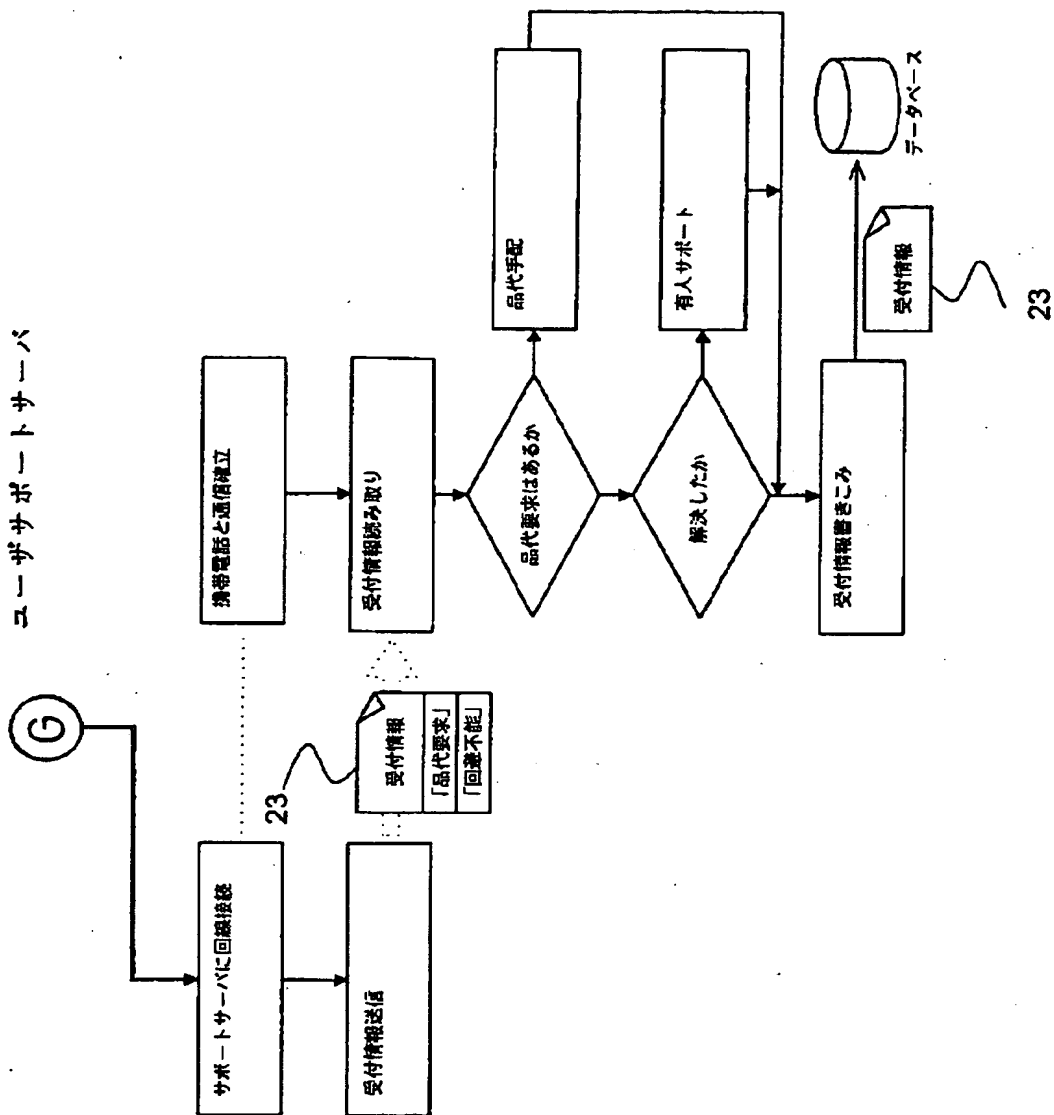 ユーザサポートサーバ
G
サポートサーバに回線接続
携帯電話と通信確立
受付情報送信
23
受付情報
「品代要求」
「回避不能」
受付情報読み取り
品代要求はあるか
品代手配
解決したか
有人サポート
受付情報書きこみ
受付情報
23
データベース